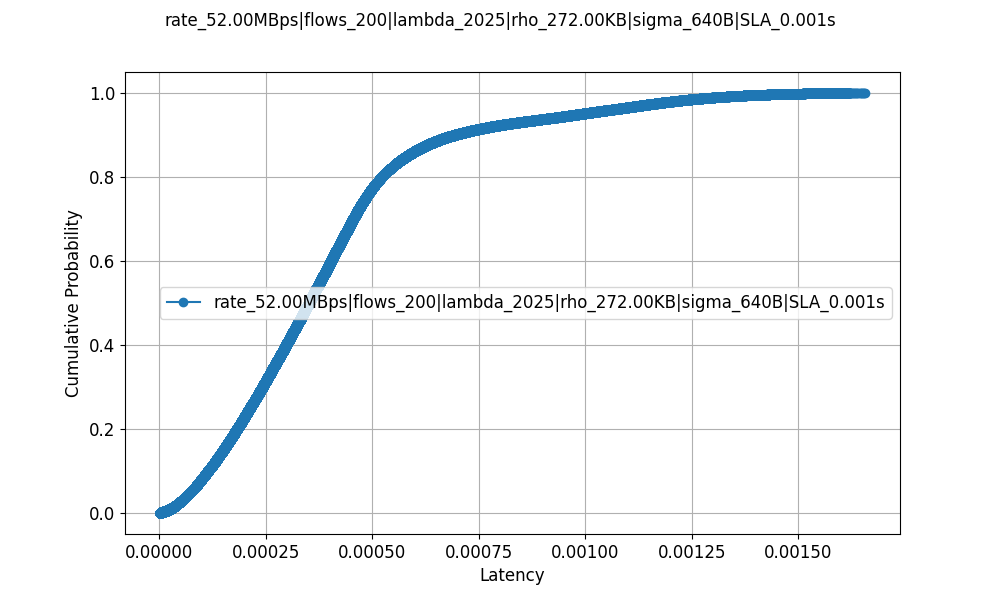 rate_52.00MBps|flows_200|lambda_2025|rho_272.00KB|sigma_640B|SLA_0.001s
1.0
0.8
0.6
0.4
0.2
0.0
Cumulative Probability
rate_52.00MBps|flows_200|lambda_2025|rho_272.00KB|sigma_640B|SLA_0.001s
0.00000 0.00025 0.00050 0.00075 0.00100 0.00125 0.00150
Latency